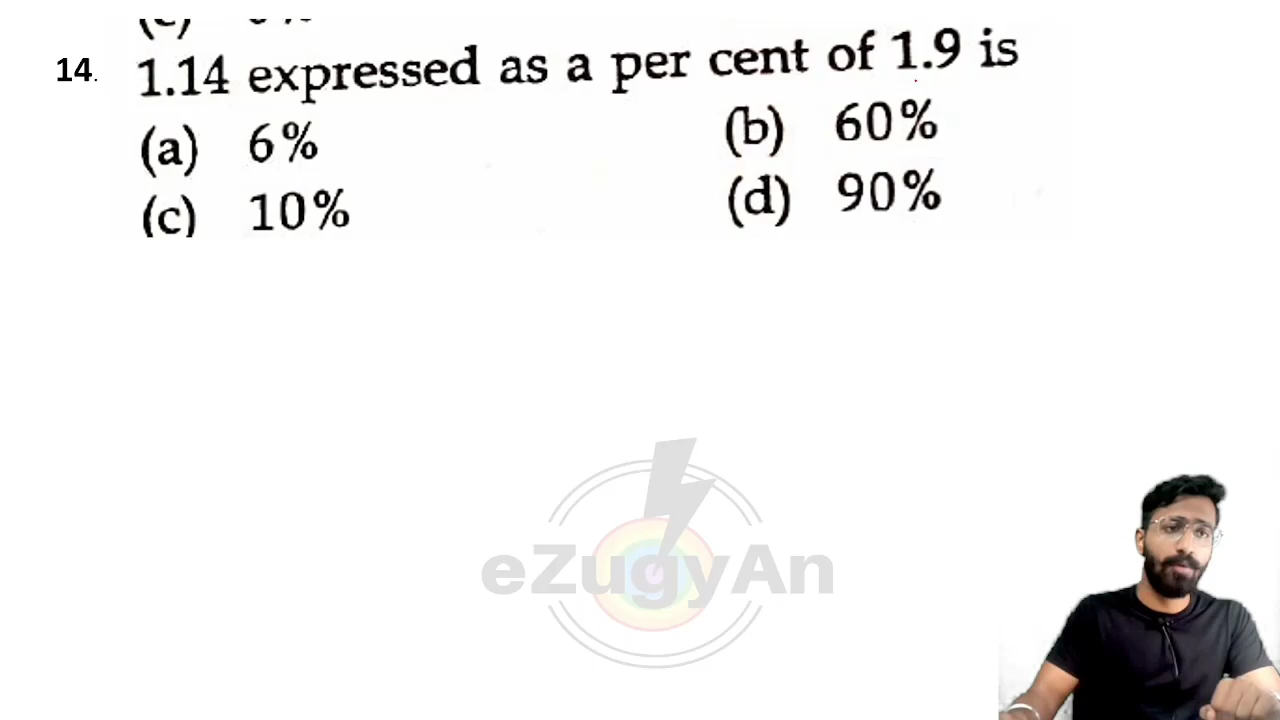 14. 1.14 expressed as a per cent of 1.9 is
(a) 6% (b) 60%
(c) 10% (d) 90%
eZugyAn